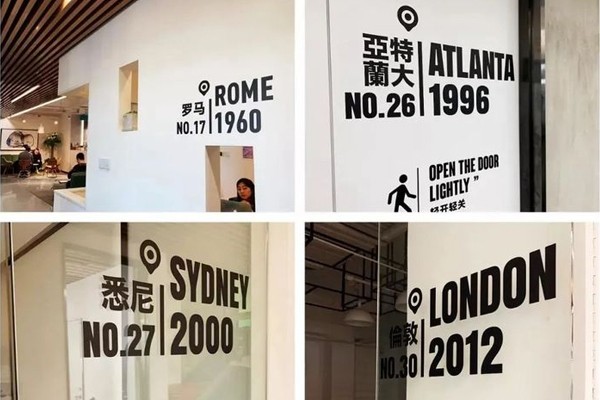 罗马
NO.17
ROME
1960
亞特
蘭大
NO.26
ATLANTA
1996
OPEN THE DOOR
LIGHTLY ”
轻开轻关
悉尼
NO.27
SYDNEY
2000
倫敦
NO.30
LONDON
2012